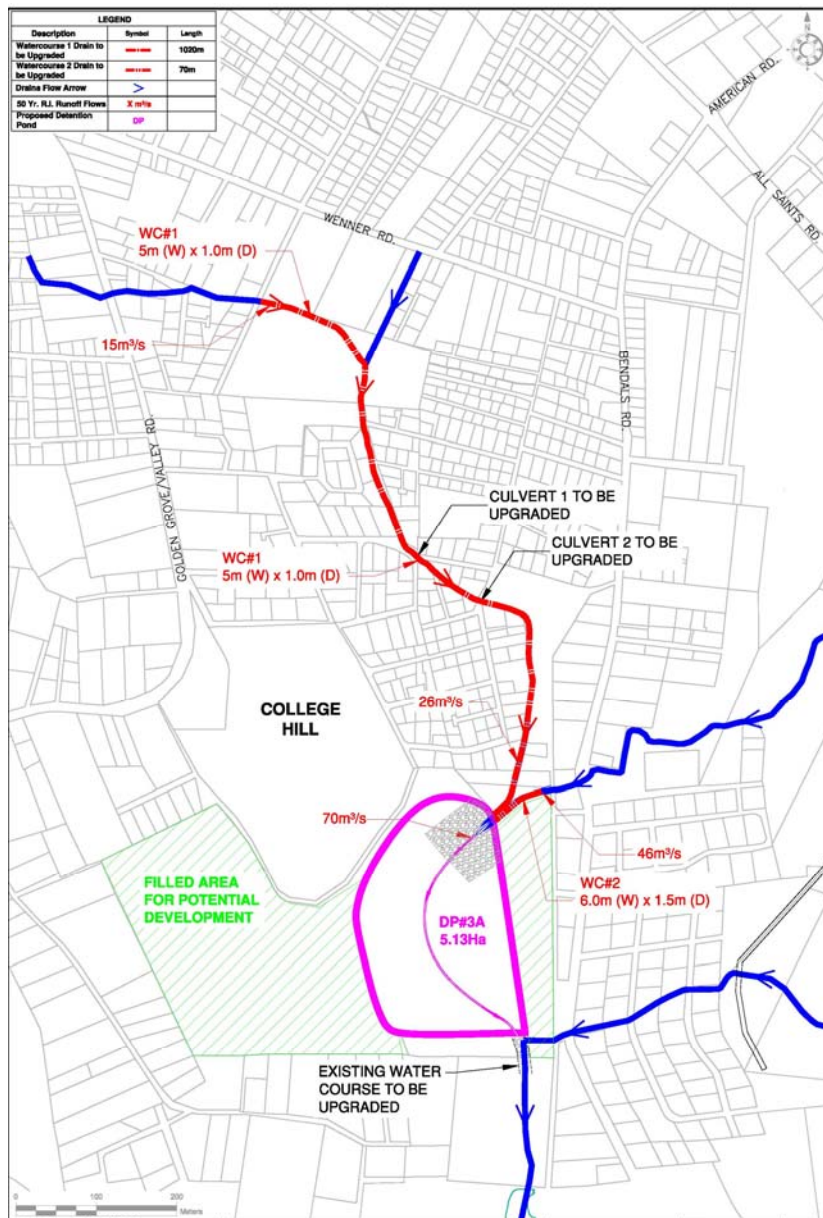 LEGEND
Description Symbol Length
Watercourse 1 Drain to be Upgraded 1020m
Watercourse 2 Drain to be Upgraded 70m
Drains Flow Arrow >
50 Yr. R.I. Runoff Flows X m³/s
Proposed Detention Pond DP
N
AMERICAN RD.
ALL SAINTS RD.
WENNER RD.
WC#1
5m (W) x 1.0m (D)
15m³/s
BENDALS RD.
GOLDEN GROVE/VALLEY RD.
CULVERT 1 TO BE
UPGRADED
CULVERT 2 TO BE
UPGRADED
WC#1
5m (W) x 1.0m (D)
COLLEGE
HILL
26m³/s
70m³/s
46m³/s
WC#2
6.0m (W) x 1.5m (D)
FILLED AREA
FOR POTENTIAL
DEVELOPMENT
DP#3A
5.13Ha
EXISTING WATER
COURSE TO BE
UPGRADED
0 100 200
Meters